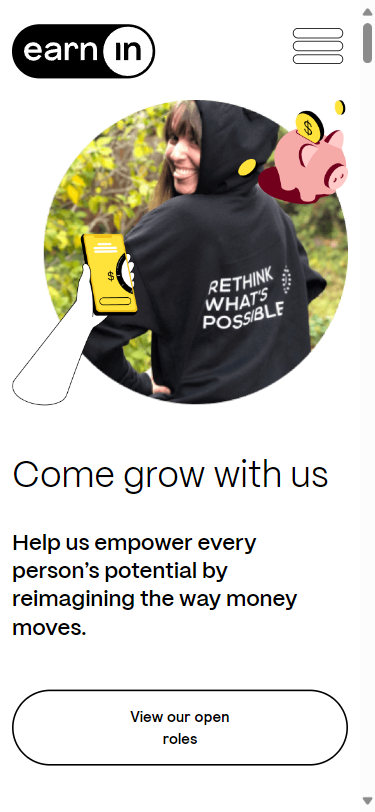 earn in
RETHINK
WHAT'S
POSSIBLE
$
$
Come grow with us
Help us empower every
person’s potential by
reimagining the way money
moves.
View our open
roles